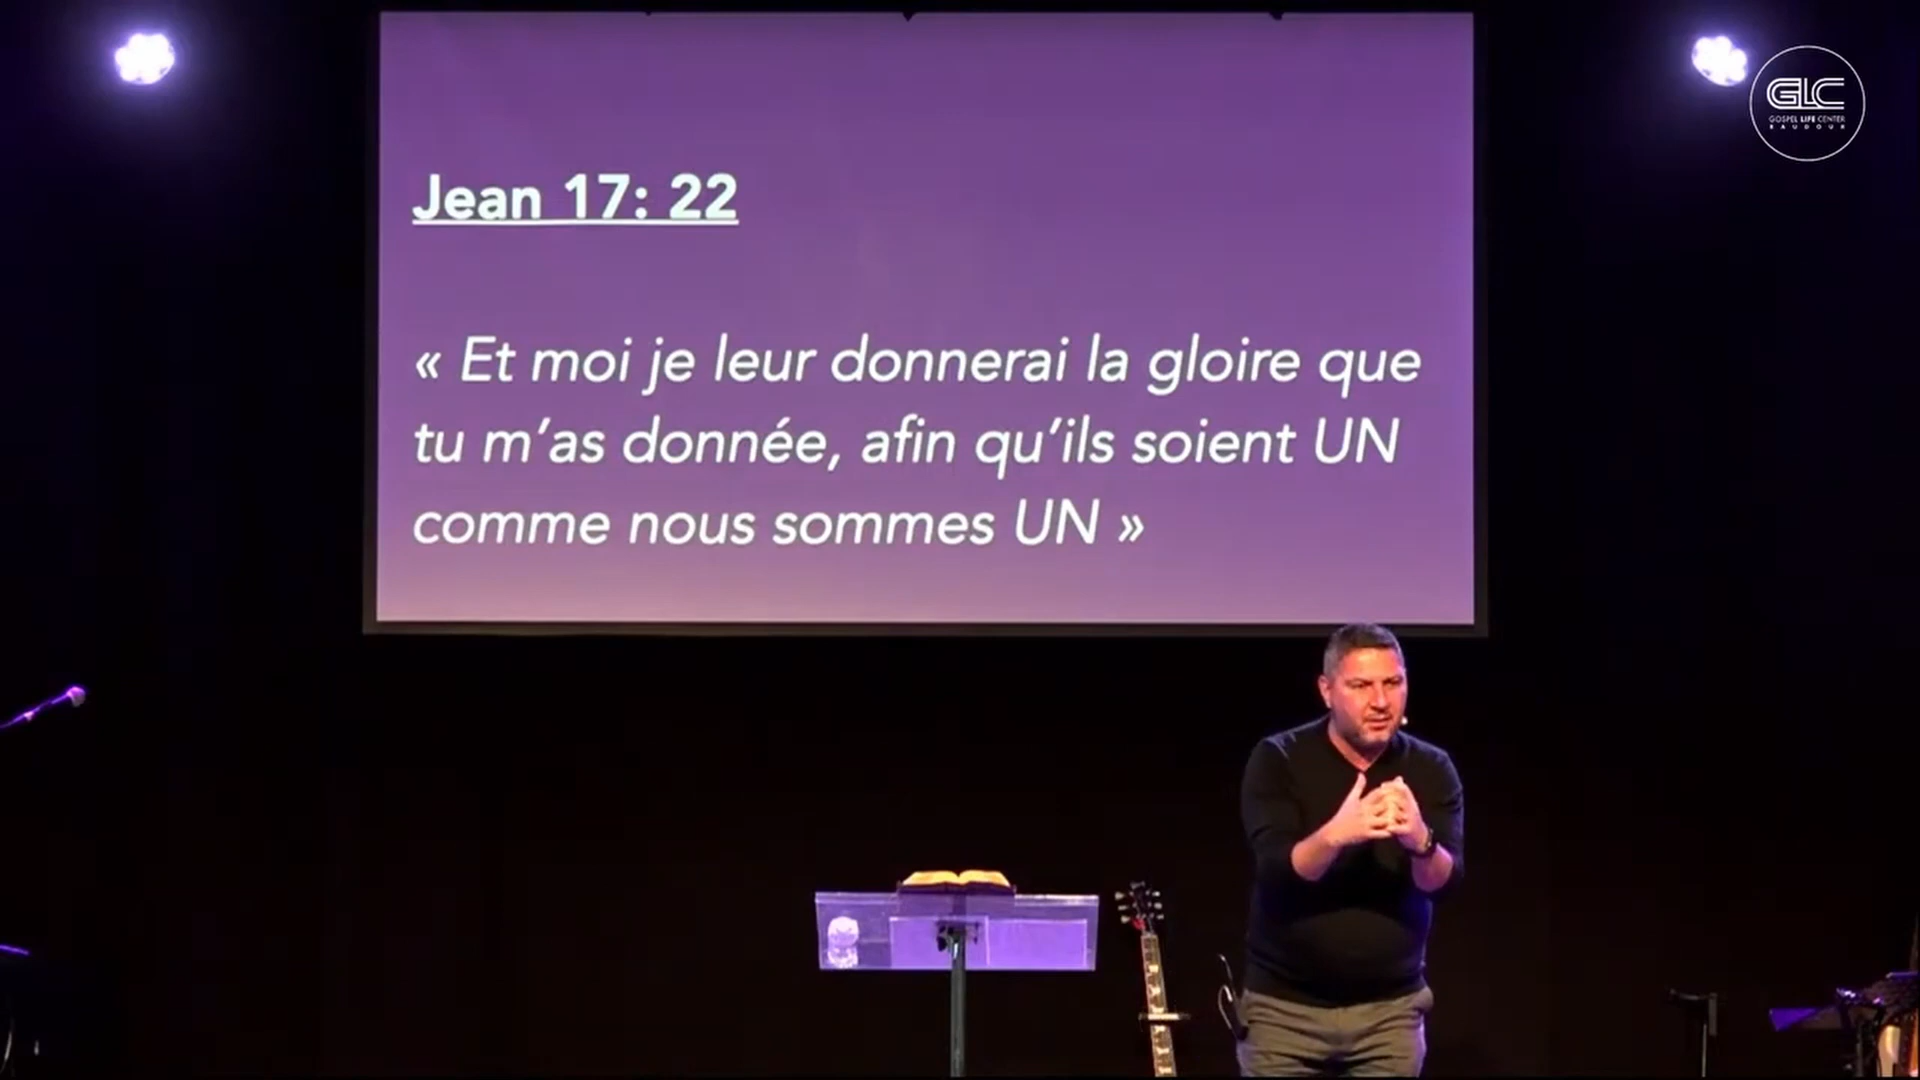 GLC
GOSPEL LIFE CENTER
BAUDOUR
Jean 17: 22
« Et moi je leur donnerai la gloire que
tu m’as donnée, afin qu’ils soient UN
comme nous sommes UN »